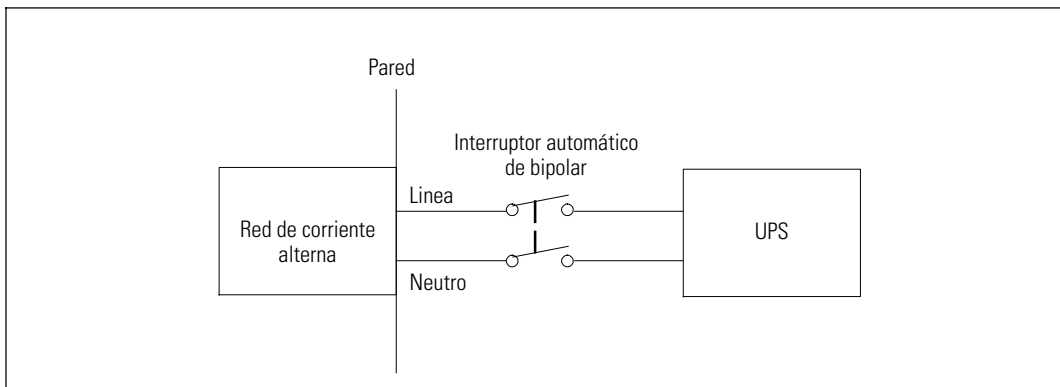 Pared
Interruptor automático
de bipolar
Linea
Red de corriente
alterna
UPS
Neutro